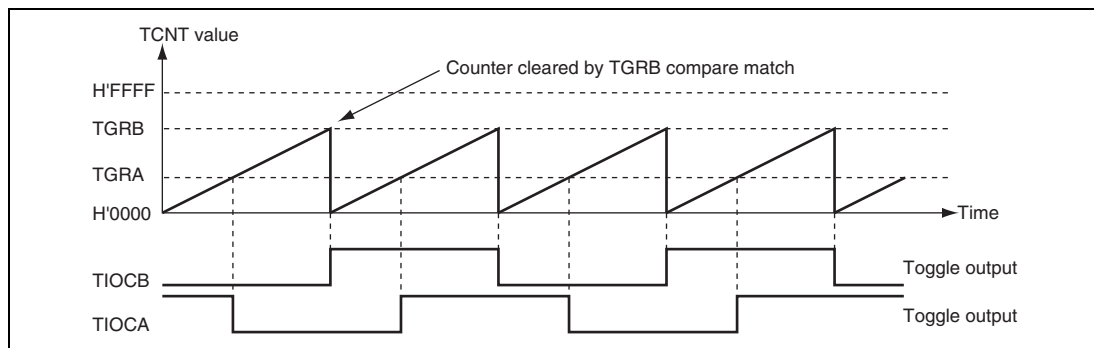 TCNT value
Counter cleared by TGRB compare match
H'FFFF
TGRB
TGRA
H'0000
Time
TIOCB
Toggle output
TIOCA
Toggle output